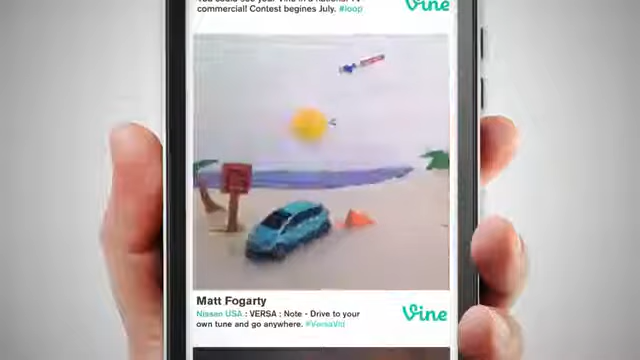 commercial! Contest begines July. #loop
Vine
Matt Fogarty
Nissan USA : VERSA : Note - Drive to your
own tune and go anywhere. #VersaVid
Vine